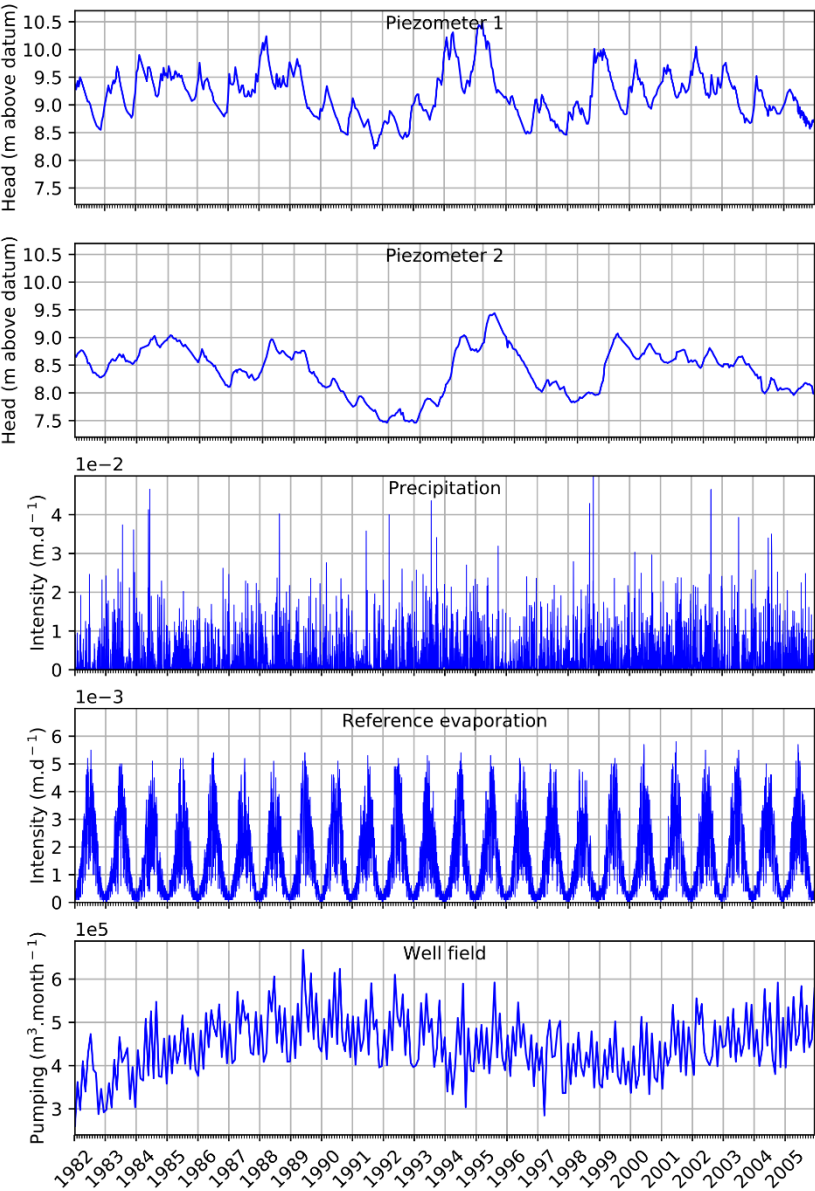 Piezometer 1
Head (m above datum)
10.5
10.0
9.5
9.0
8.5
8.0
7.5
Piezometer 2
Head (m above datum)
10.5
10.0
9.5
9.0
8.5
8.0
7.5
1e−2
Precipitation
Intensity (m.d⁻¹)
4
3
2
1
0
1e−3
Reference evaporation
Intensity (m.d⁻¹)
6
5
4
3
2
1
0
1e5
Well field
Pumping (m³.month⁻¹)
6
5
4
3
1982 1983 1984 1985 1986 1987 1988 1989 1990 1991 1992 1993 1994 1995 1996 1997 1998 1999 2000 2001 2002 2003 2004 2005